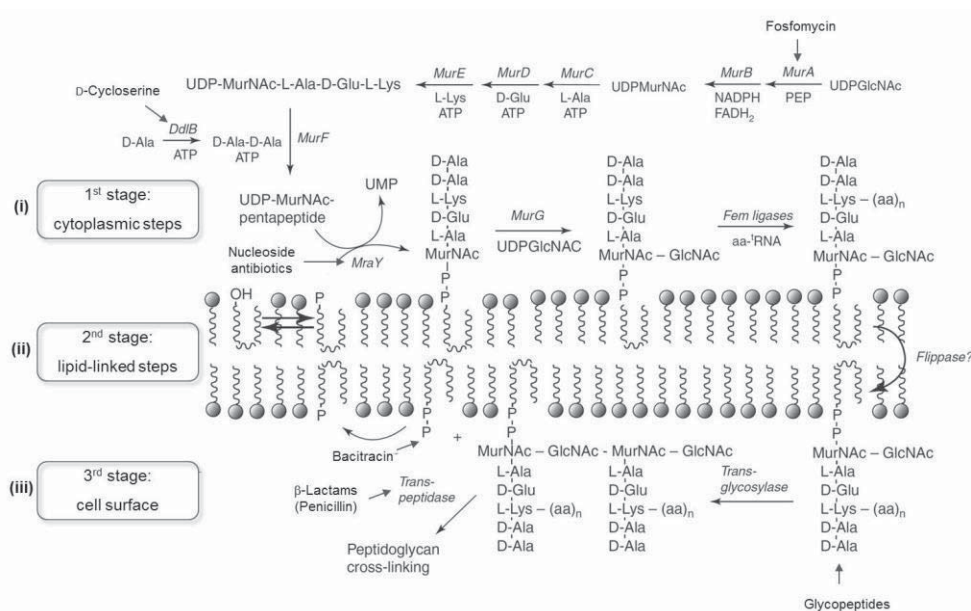 Fosfomycin
MurE MurD MurC MurB MurA
UDP-MurNAc-L-Ala-D-Glu-L-Lys UDPMurNAc UDPGlcNAc
L-Lys D-Glu L-Ala NADPH PEP
ATP ATP ATP FADH₂
D-Cycloserine
DdlB
D-Ala D-Ala-D-Ala MurF
ATP ATP
(i)
1st stage:
cytoplasmic steps
UDP-MurNAc-
pentapeptide
UMP
Nucleoside
antibiotics
MraY
D-Ala
D-Ala
L-Lys
D-Glu
L-Ala
MurNAc
P
P
MurG
UDPGlcNAC
D-Ala
D-Ala
L-Lys
D-Glu
L-Ala
MurNAc – GlcNAc
P
P
Fem ligases
aa-ᵗRNA
D-Ala
D-Ala
L-Lys – (aa)n
D-Glu
L-Ala
MurNAc – GlcNAc
P
P
OH P
(ii)
2nd stage:
lipid-linked steps
Flippase?
P
P
P
P
P
P
P
+
Bacitracin
(iii)
3rd stage:
cell surface
β-Lactams
(Penicillin)
Trans-
peptidase
MurNAc – GlcNAc - MurNAc – GlcNAc
L-Ala L-Ala
D-Glu D-Glu
L-Lys – (aa)n L-Lys – (aa)n
D-Ala D-Ala
D-Ala D-Ala
Trans-
glycosylase
MurNAc – GlcNAc
L-Ala
D-Glu
L-Lys – (aa)n
D-Ala
D-Ala
Peptidoglycan
cross-linking
Glycopeptides